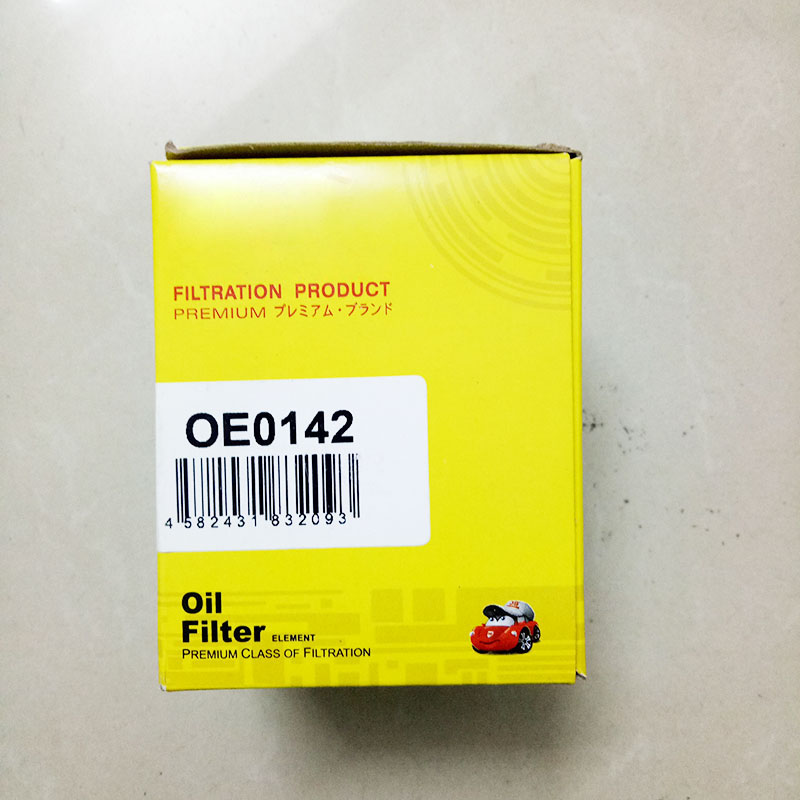 FILTRATION PRODUCT
PREMIUM プレミアム・ブランド
OE0142
4 582431 832093
Oil
Filter ELEMENT
PREMIUM CLASS OF FILTRATION